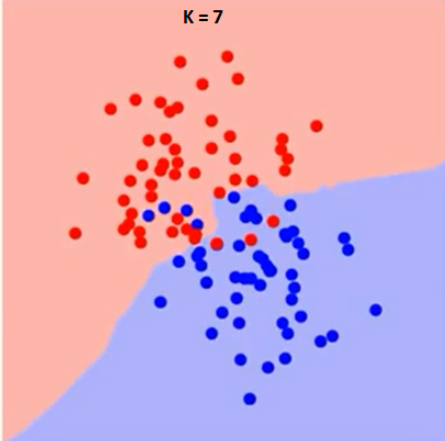 K = 7